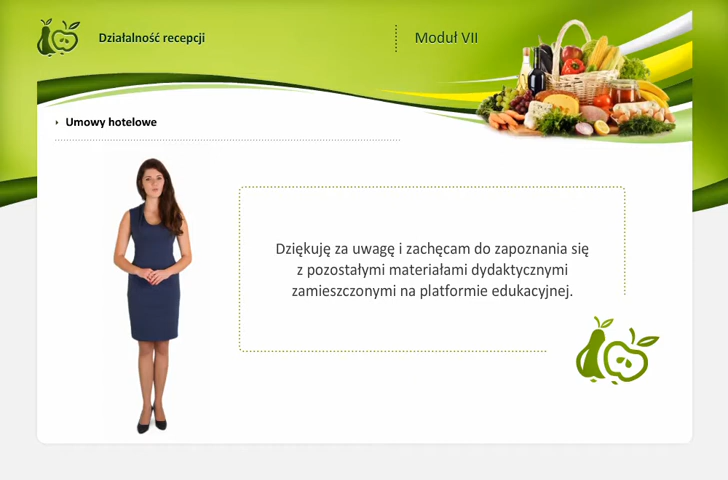 Działalność recepcji
Moduł VII
Umowy hotelowe
Dziękuję za uwagę i zachęcam do zapoznania się
z pozostałymi materiałami dydaktycznymi
zamieszczonymi na platformie edukacyjnej.